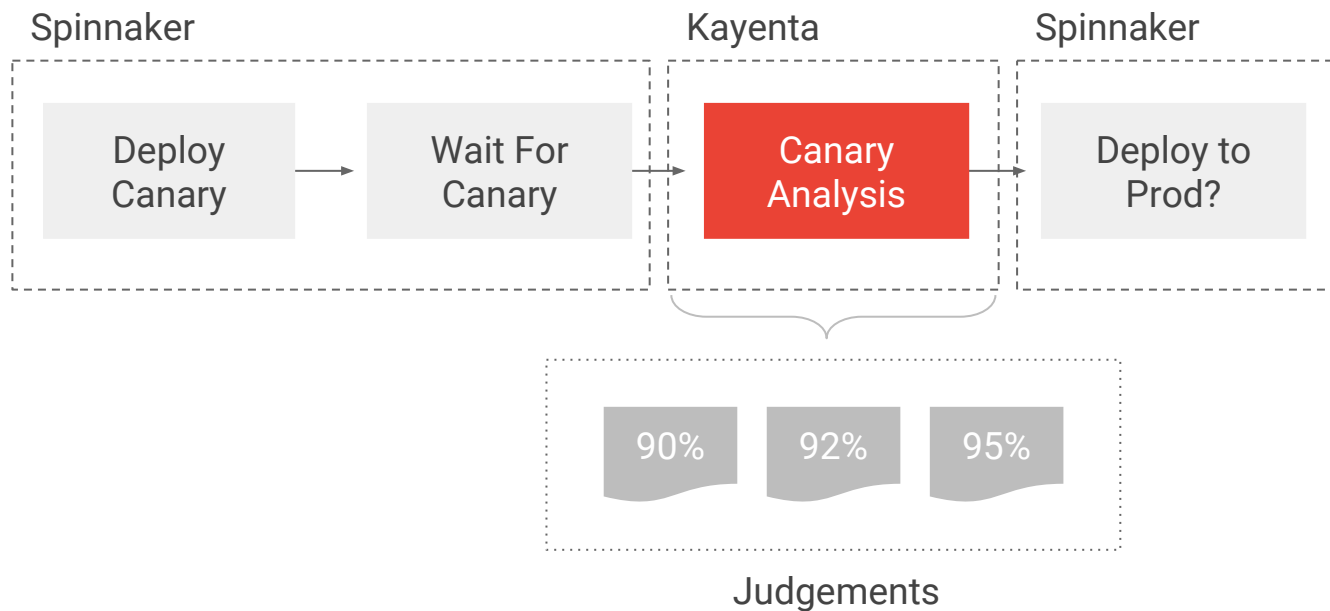 Spinnaker
Kayenta
Spinnaker
Deploy
Canary
Wait For
Canary
Canary
Analysis
Deploy to
Prod?
90%
92%
95%
Judgements